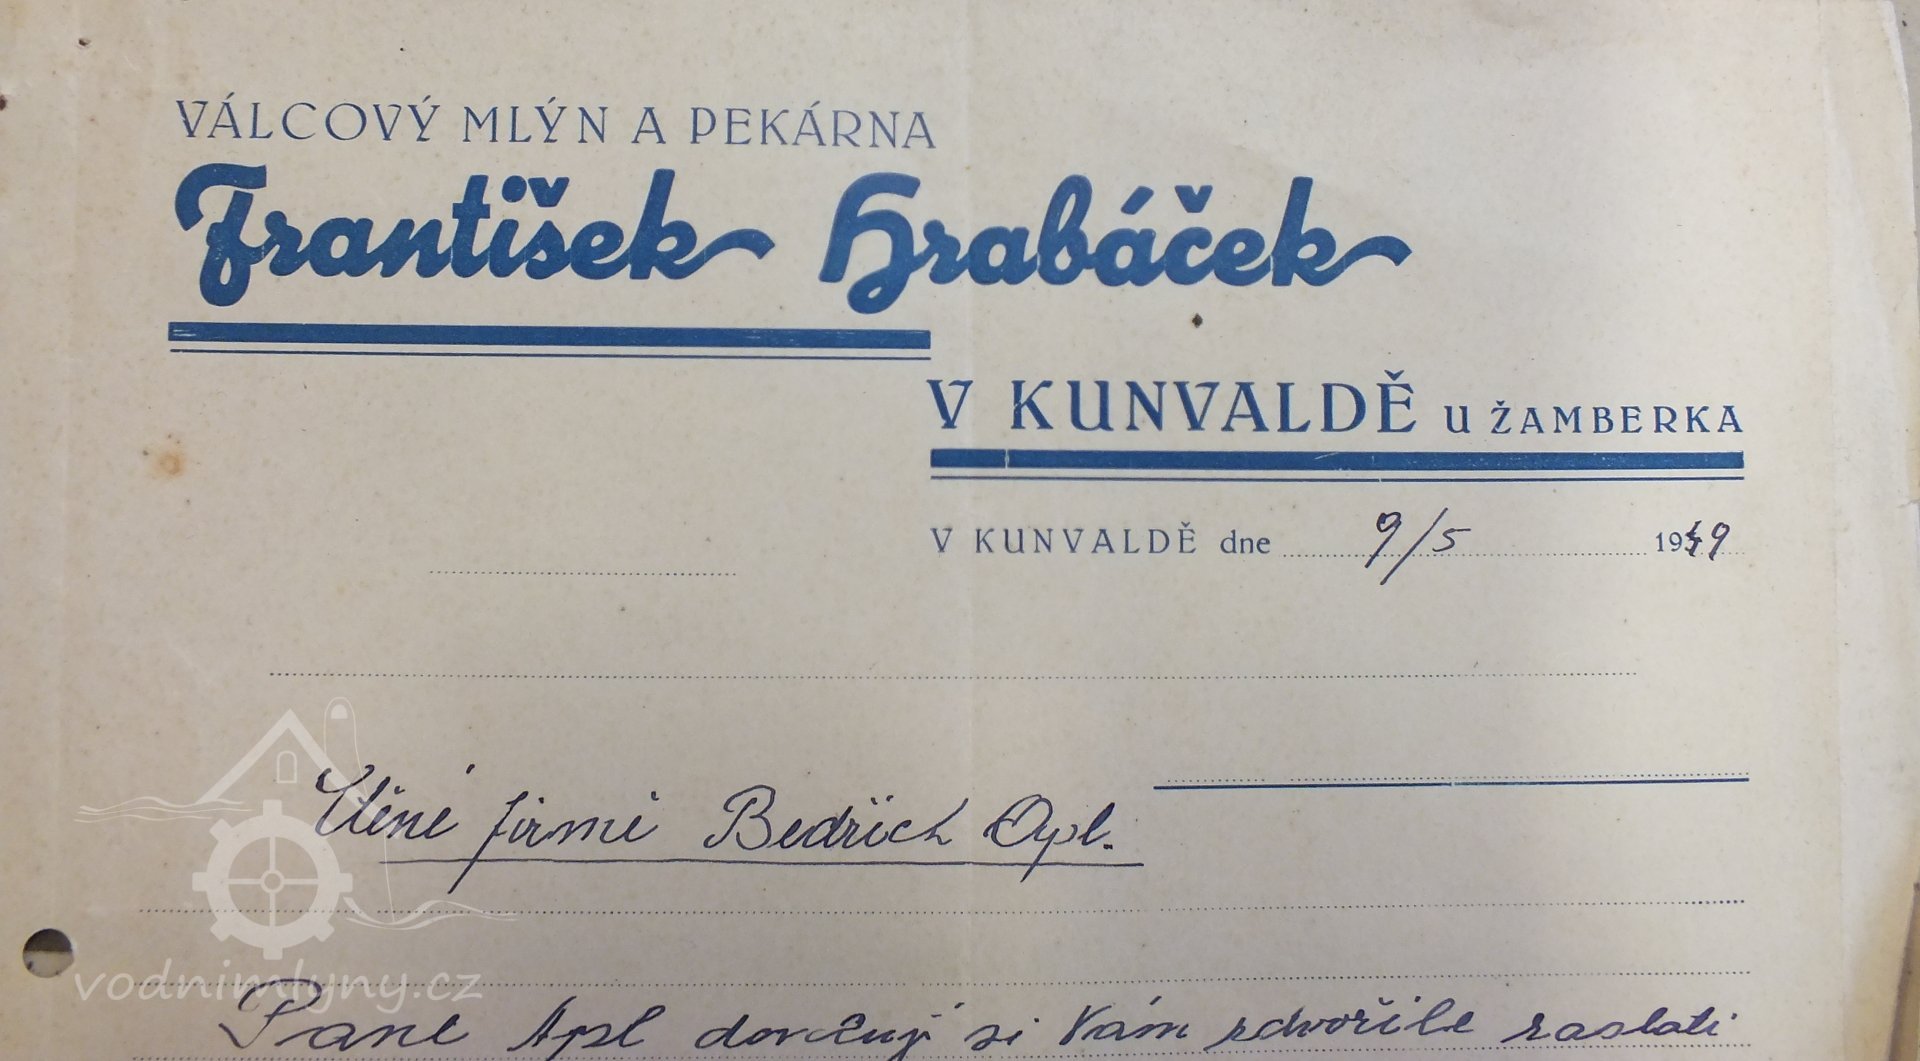 VÁLCOVÝ MLÝN A PEKÁRNA
František Hrabáček
V KUNVALDĚ U ŽAMBERKA
V KUNVALDĚ dne 9/5 1949
Ctěné firmě Bedřich Opl.
vodnimlyny.cz
Pane Apl dovoluji si Vám zdvořile zaslati